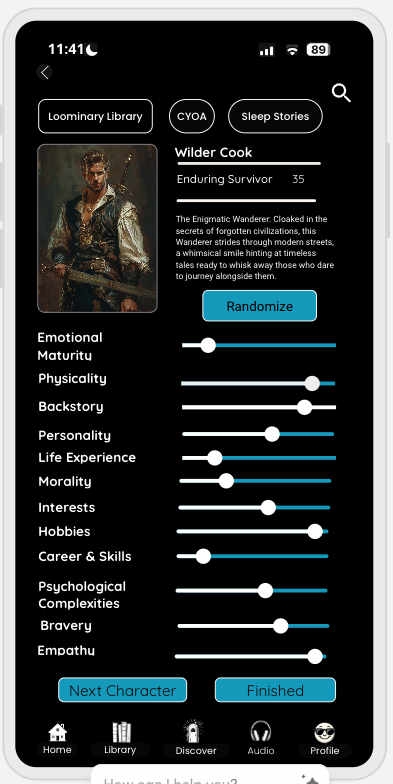 11:41
89
Loominary Library
CYOA
Sleep Stories
Wilder Cook
Enduring Survivor 35
The Enigmatic Wanderer: Cloaked in the
secrets of forgotten civilizations, this
Wanderer strides through modern streets,
a whimsical smile hinting at timeless
tales ready to whisk away those who dare
to journey alongside them.
Randomize
Emotional
Maturity
Physicality
Backstory
Personality
Life Experience
Morality
Interests
Hobbies
Career & Skills
Psychological
Complexities
Bravery
Empathy
Next Character
Finished
Home
Library
Discover
Audio
Profile
How can I help you?